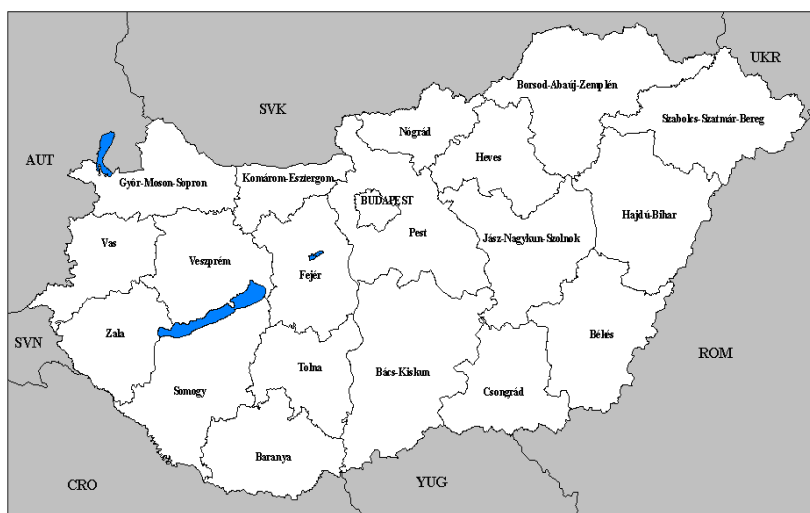 UKR
Borsod-Abaúj-Zemplén
SVK
Szabolcs-Szatmár-Bereg
Nógrád
Heves
AUT
Győr-Moson-Sopron
Komárom-Esztergom
BUDAPEST
Hajdú-Bihar
Pest
Jász-Nagykun-Szolnok
Vas
Veszprém
Fejér
Zala
Bélés
SVN
ROM
Tolna
Bács-Kiskun
Somogy
Csongrád
Baranya
CRO
YUG